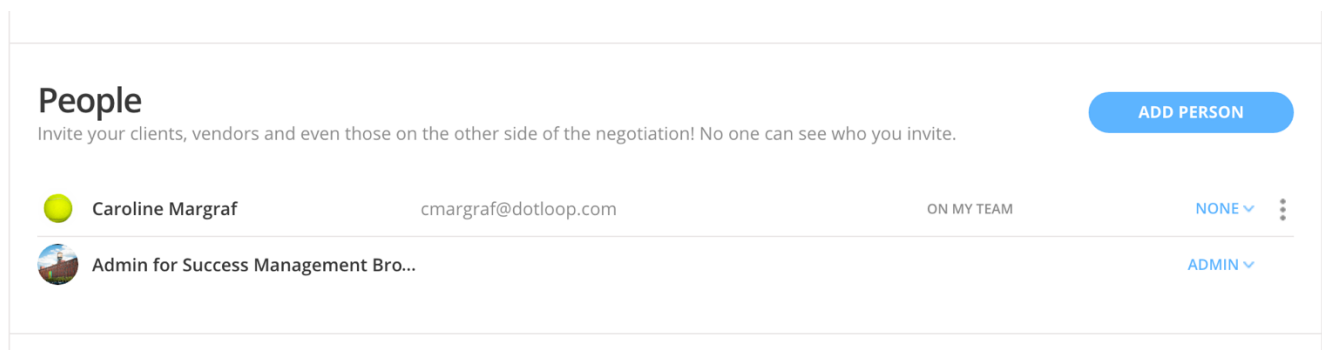 People
ADD PERSON
Invite your clients, vendors and even those on the other side of the negotiation! No one can see who you invite.
Caroline Margraf cmargraf@dotloop.com ON MY TEAM NONE
Admin for Success Management Bro... ADMIN